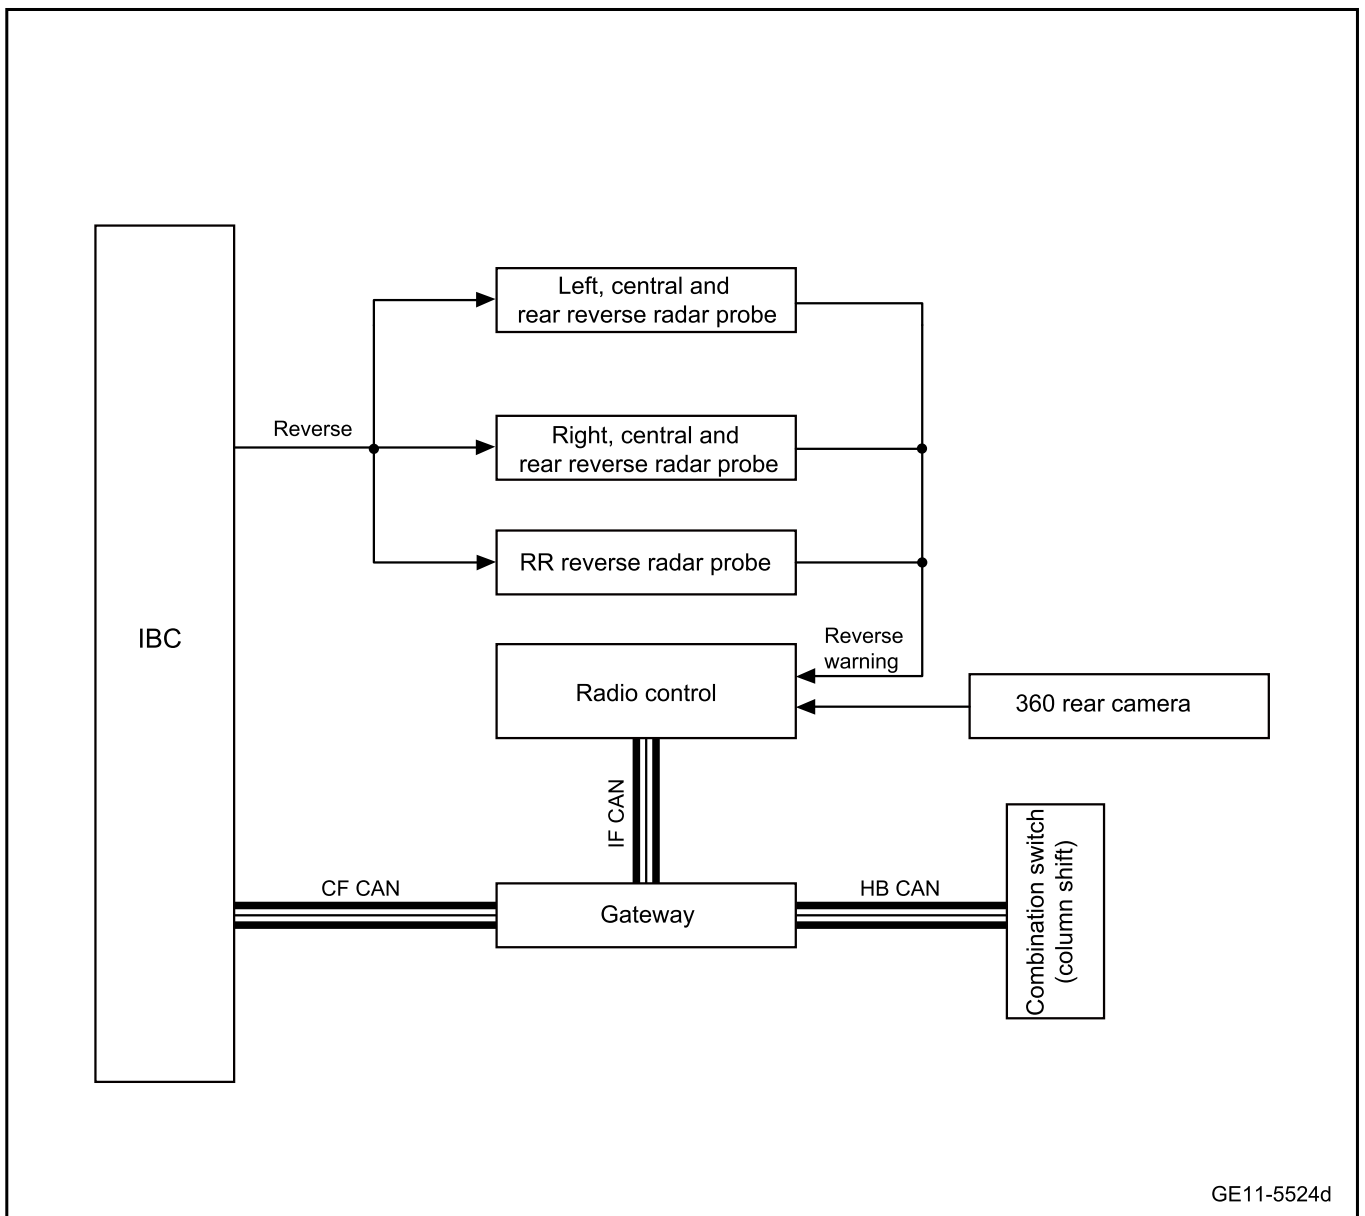 Left, central and
rear reverse radar probe
Reverse
Right, central and
rear reverse radar probe
RR reverse radar probe
IBC
Reverse
warning
Radio control
360 rear camera
IF CAN
CF CAN
Gateway
HB CAN
Combination switch
(column shift)
GE11-5524d